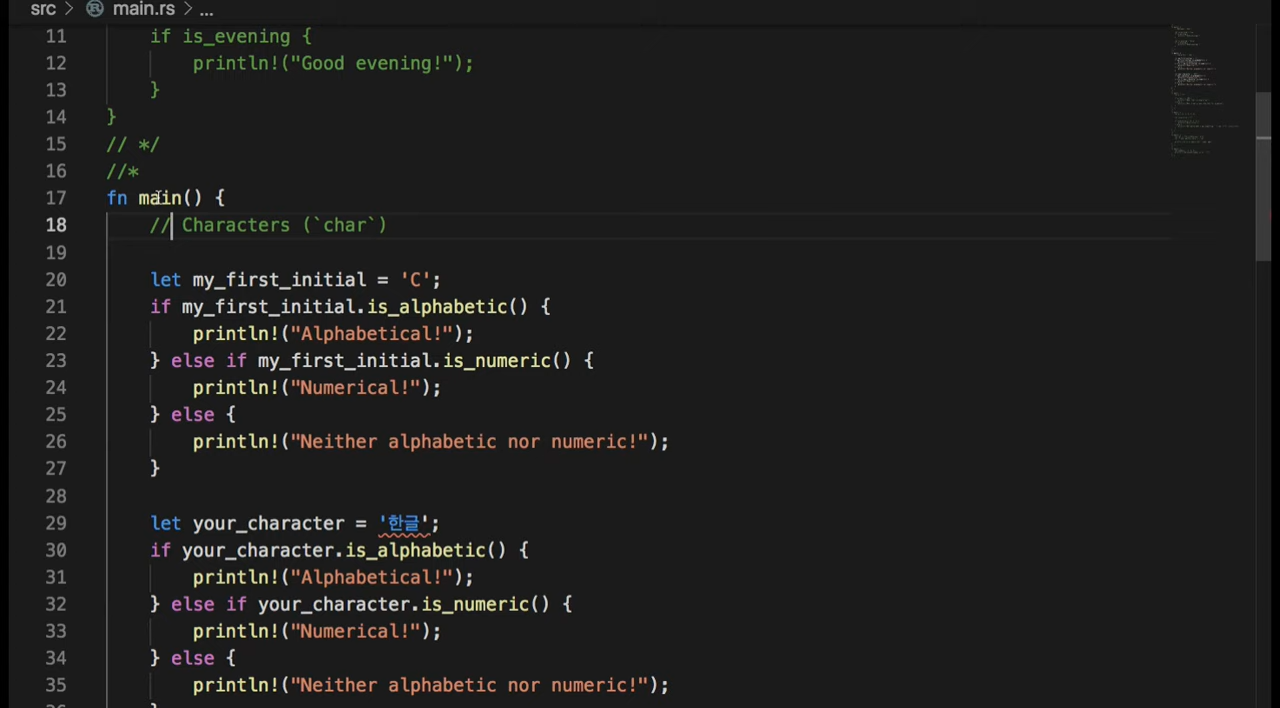 src > main.rs > ...
11 if is_evening {
12 println!("Good evening!");
13 }
14 }
15 // */
16 //*
17 fn main() {
18 // Characters (`char`)
19
20 let my_first_initial = 'C';
21 if my_first_initial.is_alphabetic() {
22 println!("Alphabetical!");
23 } else if my_first_initial.is_numeric() {
24 println!("Numerical!");
25 } else {
26 println!("Neither alphabetic nor numeric!");
27 }
28
29 let your_character = '한글';
30 if your_character.is_alphabetic() {
31 println!("Alphabetical!");
32 } else if your_character.is_numeric() {
33 println!("Numerical!");
34 } else {
35 println!("Neither alphabetic nor numeric!");